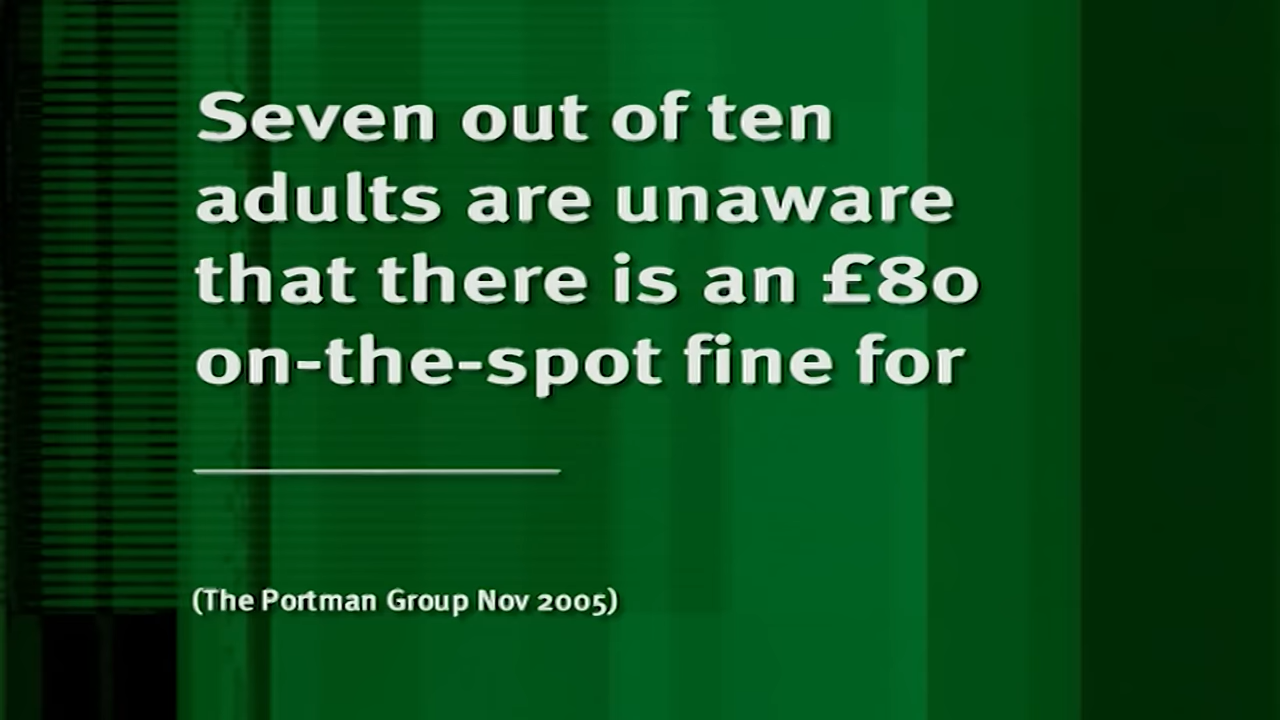 Seven out of ten
adults are unaware
that there is an £80
on-the-spot fine for
(The Portman Group Nov 2005)